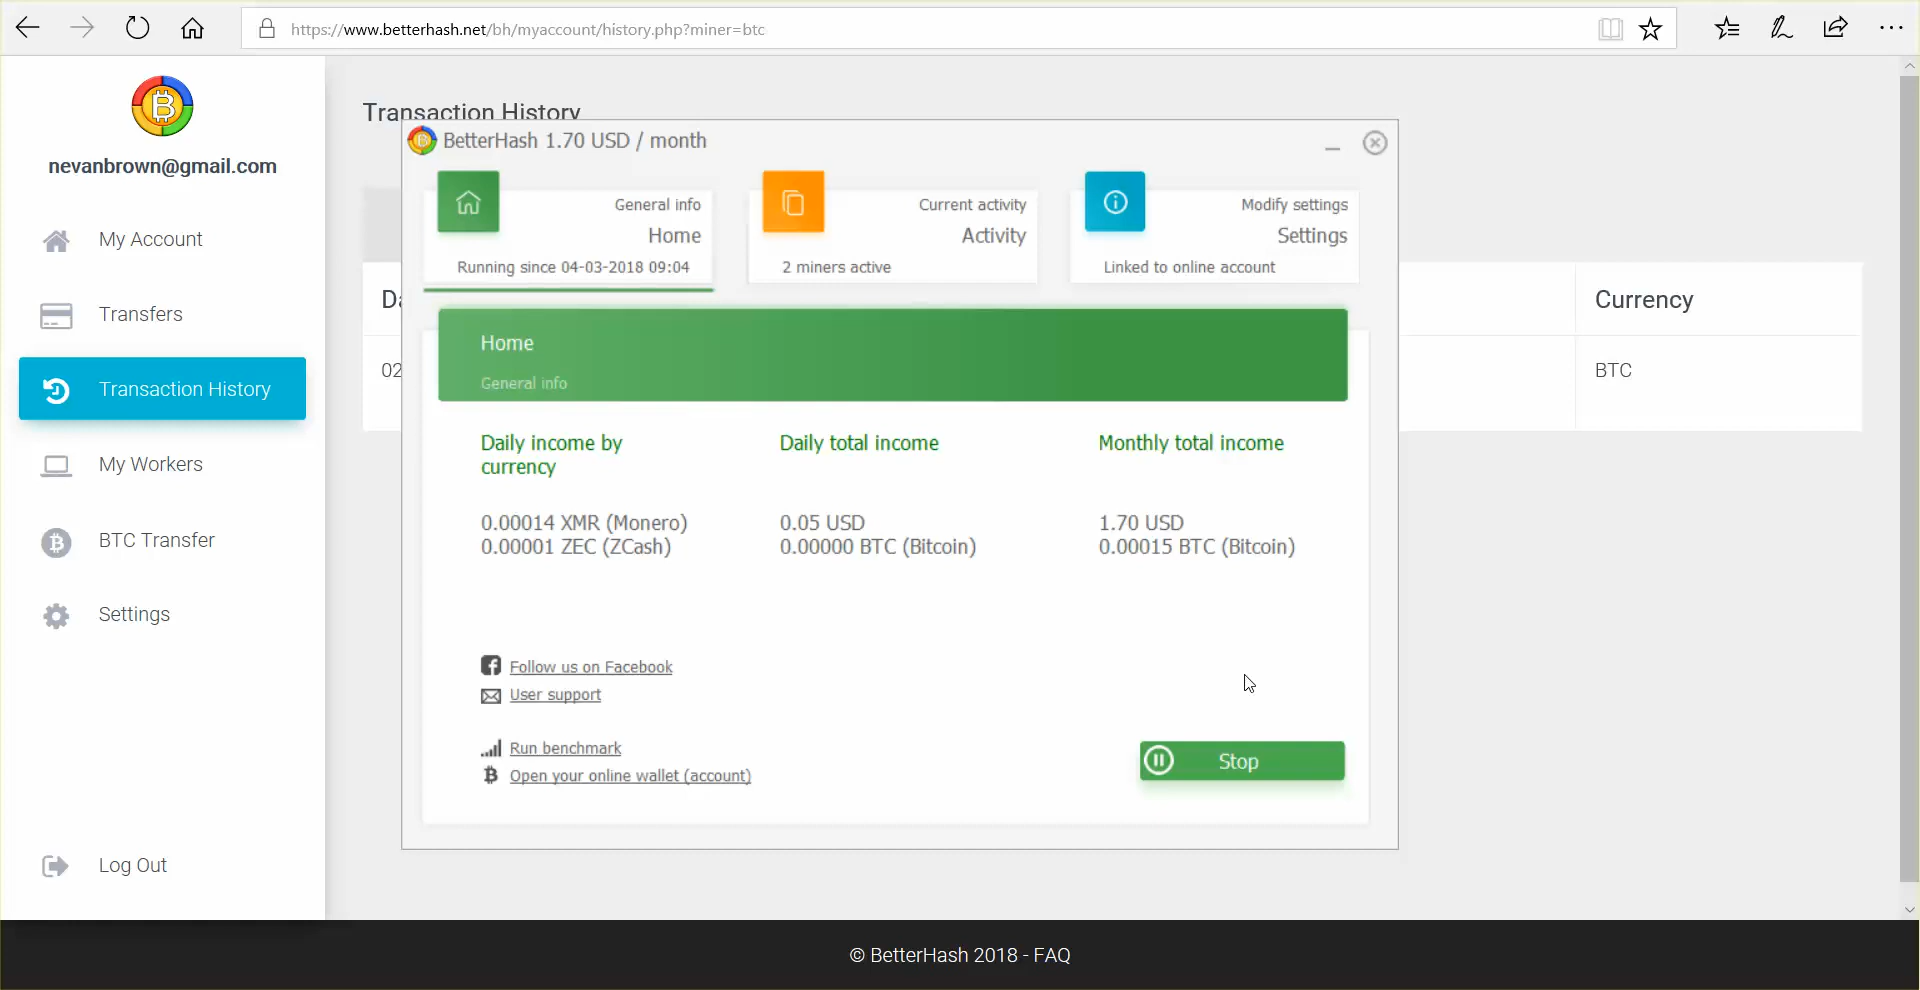 https://www.betterhash.net/bh/myaccount/history.php?miner=btc
nevanbrown@gmail.com
My Account
Transfers
Transaction History
My Workers
BTC Transfer
Settings
Log Out
Transaction History
BetterHash 1.70 USD / month
General info
Home
Running since 04-03-2018 09:04
Current activity
Activity
2 miners active
Modify settings
Settings
Linked to online account
Currency
02
BTC
Home
General info
Daily income by
currency
Daily total income
Monthly total income
0.00014 XMR (Monero)
0.00001 ZEC (ZCash)
0.05 USD
0.00000 BTC (Bitcoin)
1.70 USD
0.00015 BTC (Bitcoin)
Follow us on Facebook
User support
Run benchmark
Open your online wallet (account)
Stop
© BetterHash 2018 - FAQ